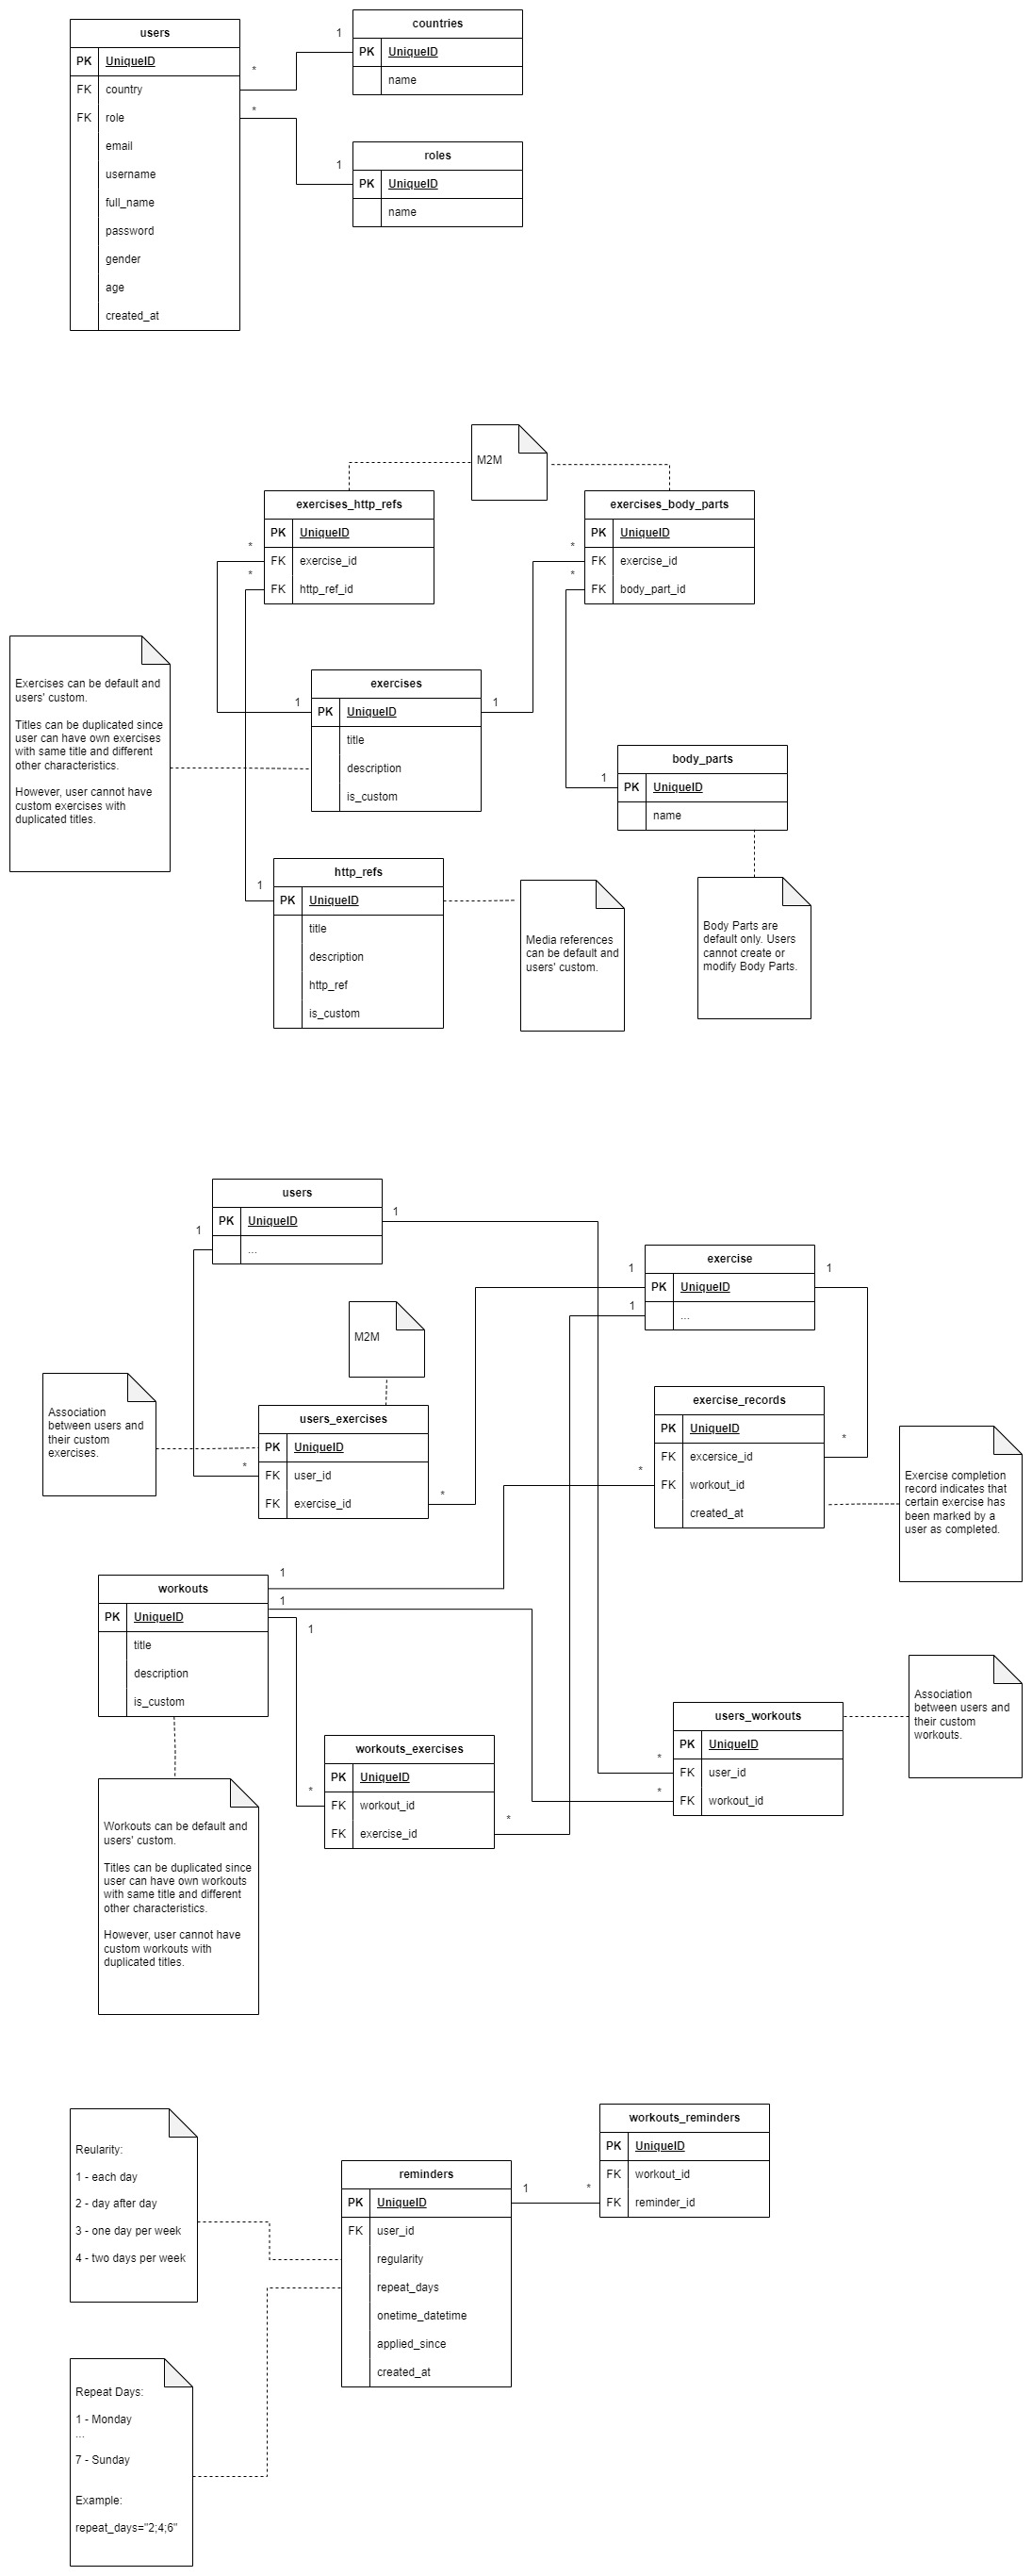 users
PK UniqueID
FK country
FK role
email
username
full_name
password
gender
age
created_at
*
1
*
1
countries
PK UniqueID
name
roles
PK UniqueID
name
M2M
exercises_http_refs
PK UniqueID
FK exercise_id
FK http_ref_id
*
*
exercises_body_parts
PK UniqueID
FK exercise_id
FK body_part_id
*
*
Exercises can be default and
users' custom.
Titles can be duplicated since
user can have own exercises
with same title and different
other characteristics.
However, user cannot have
custom exercises with
duplicated titles.
1
exercises
1
PK UniqueID
title
description
is_custom
body_parts
1
PK UniqueID
name
http_refs
1
PK UniqueID
title
description
http_ref
is_custom
Media references
can be default and
users' custom.
Body Parts are
default only. Users
cannot create or
modify Body Parts.
users
PK UniqueID
...
1
1
exercise
PK UniqueID
...
1
1
1
M2M
Association
between users and
their custom
exercises.
users_exercises
PK UniqueID
FK user_id
FK exercise_id
*
*
exercise_records
PK UniqueID
FK excersice_id
FK workout_id
created_at
*
*
Exercise completion
record indicates that
certain exercise has
been marked by a
user as completed.
workouts
PK UniqueID
title
description
is_custom
1
1
1
workouts_exercises
PK UniqueID
FK workout_id
FK exercise_id
*
*
users_workouts
PK UniqueID
FK user_id
FK workout_id
*
*
Association
between users and
their custom
workouts.
Workouts can be default and
users' custom.
Titles can be duplicated since
user can have own workouts
with same title and different
other characteristics.
However, user cannot have
custom workouts with
duplicated titles.
Reularity:
1 - each day
2 - day after day
3 - one day per week
4 - two days per week
reminders
PK UniqueID
FK user_id
regularity
repeat_days
onetime_datetime
applied_since
created_at
1
*
workouts_reminders
PK UniqueID
FK workout_id
FK reminder_id
Repeat Days:
1 - Monday
...
7 - Sunday
Example:
repeat_days="2;4;6"